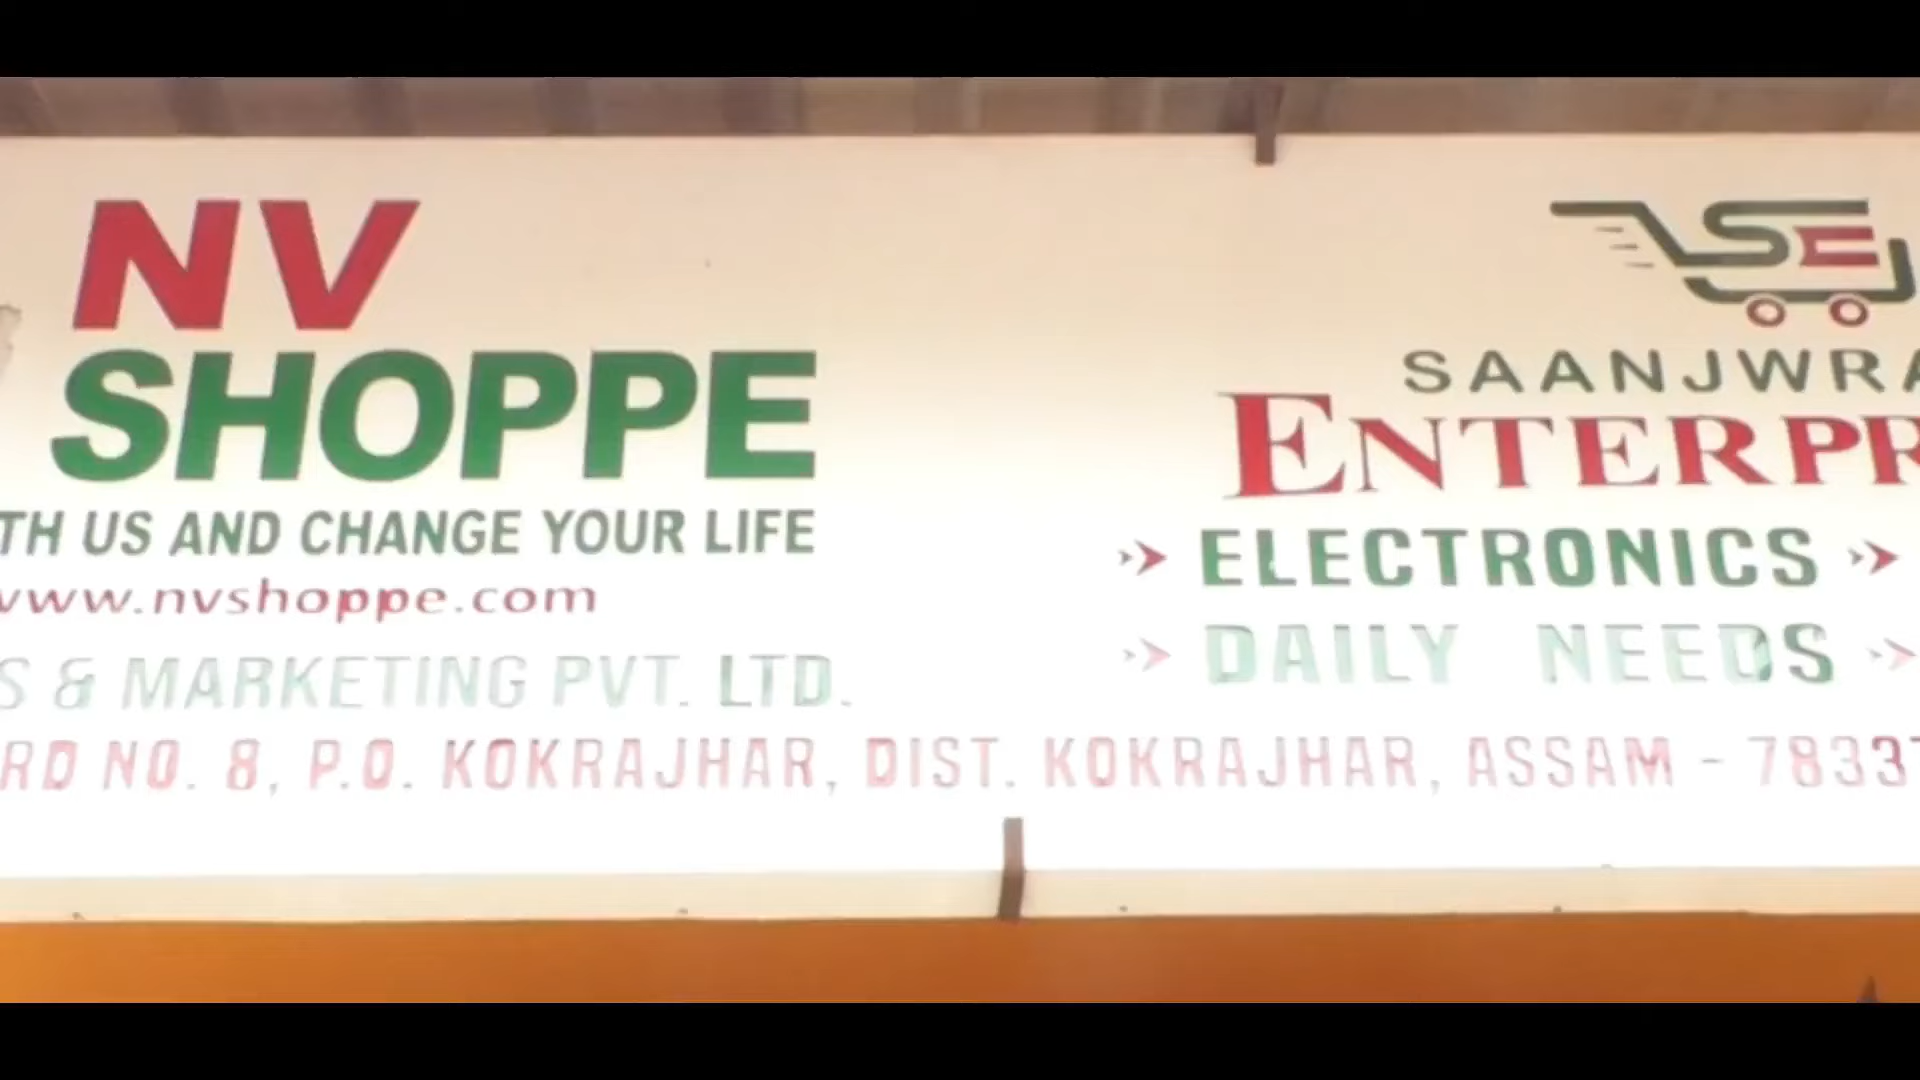 NV
SHOPPE
TH US AND CHANGE YOUR LIFE
www.nvshoppe.com
S & MARKETING PVT. LTD.
SE
SAANJWRA
ENTERPR
ELECTRONICS
DAILY NEEDS
RD NO. 8, P.O. KOKRAJHAR, DIST. KOKRAJHAR, ASSAM - 7833